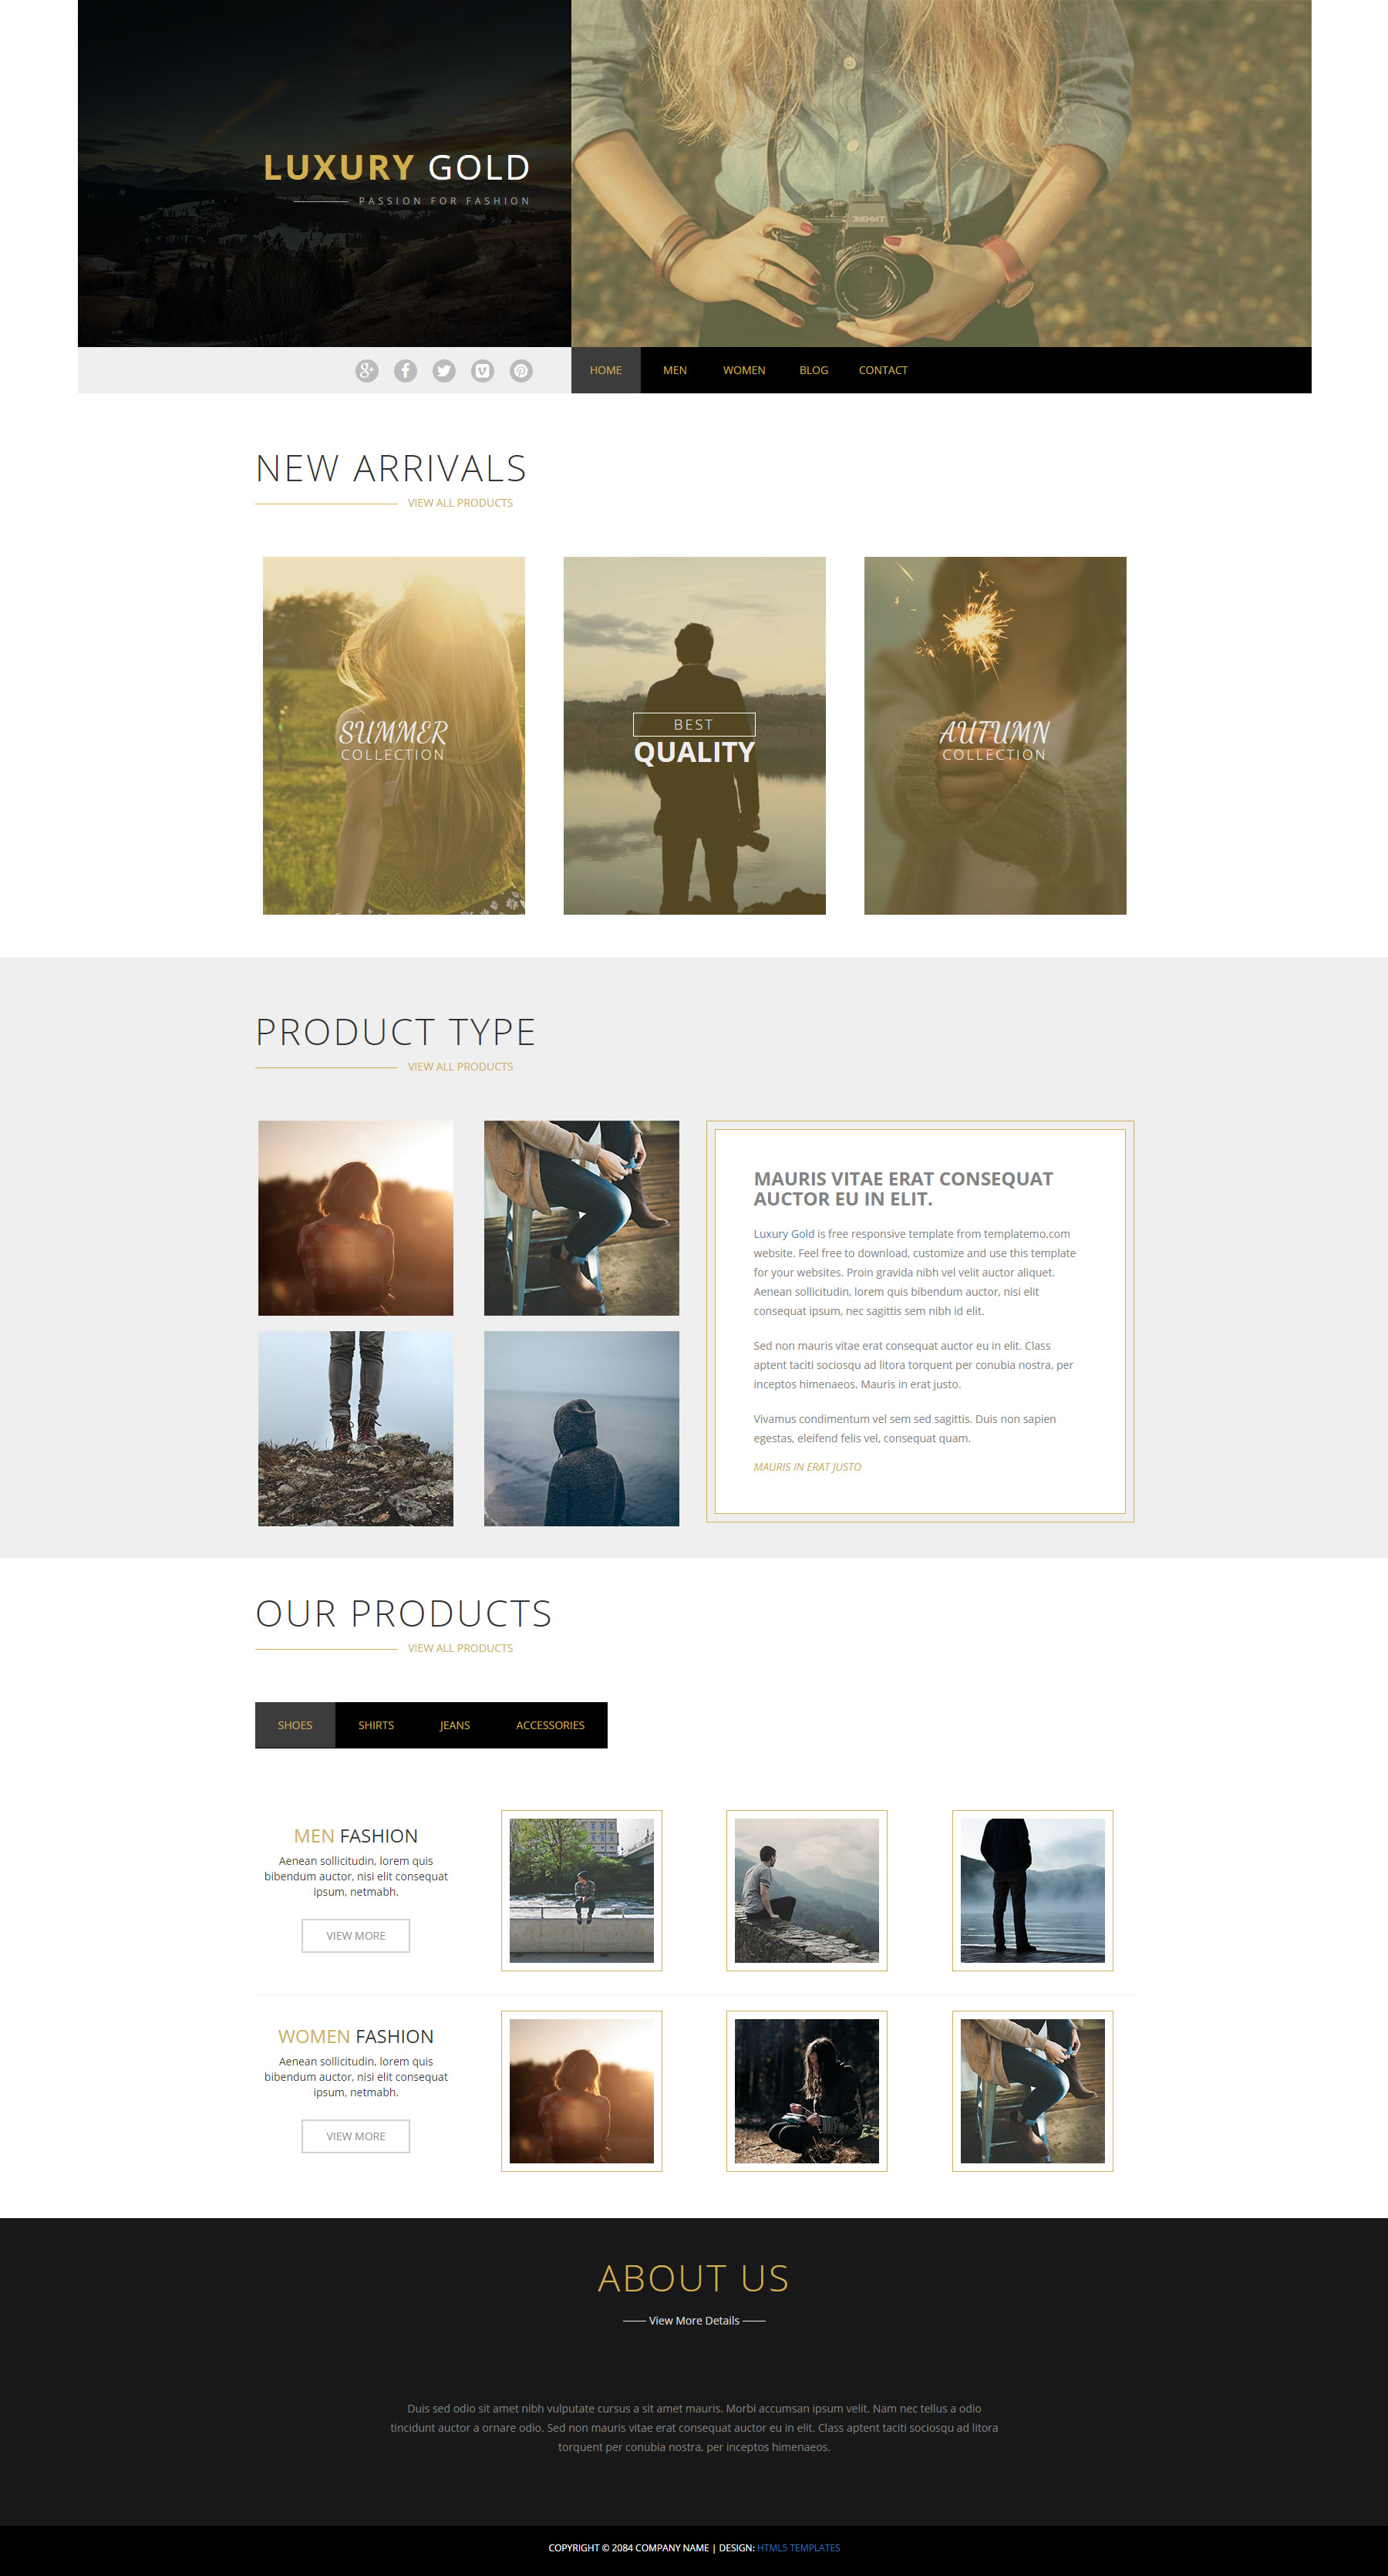 LUXURY GOLD
PASSION FOR FASHION
HOME
MEN
WOMEN
BLOG
CONTACT
NEW ARRIVALS
VIEW ALL PRODUCTS
SUMMER
COLLECTION
BEST
QUALITY
AUTUMN
COLLECTION
PRODUCT TYPE
VIEW ALL PRODUCTS
MAURIS VITAE ERAT CONSEQUAT
AUCTOR EU IN ELIT.
Luxury Gold is free responsive template from templatemo.com
website. Feel free to download, customize and use this template
for your websites. Proin gravida nibh vel velit auctor aliquet.
Aenean sollicitudin, lorem quis bibendum auctor, nisi elit
consequat ipsum, nec sagittis sem nibh id elit.
Sed non mauris vitae erat consequat auctor eu in elit. Class
aptent taciti sociosqu ad litora torquent per conubia nostra, per
inceptos himenaeos. Mauris in erat justo.
Vivamus condimentum vel sem sed sagittis. Duis non sapien
egestas, eleifend felis vel, consequat quam.
MAURIS IN ERAT JUSTO
OUR PRODUCTS
VIEW ALL PRODUCTS
SHOES
SHIRTS
JEANS
ACCESSORIES
MEN FASHION
Aenean sollicitudin, lorem quis
bibendum auctor, nisi elit consequat
ipsum, netmabh.
VIEW MORE
WOMEN FASHION
Aenean sollicitudin, lorem quis
bibendum auctor, nisi elit consequat
ipsum, netmabh.
VIEW MORE
ABOUT US
View More Details
Duis sed odio sit amet nibh vulputate cursus a sit amet mauris. Morbi accumsan ipsum velit. Nam nec tellus a odio
tincidunt auctor a ornare odio. Sed non mauris vitae erat consequat auctor eu in elit. Class aptent taciti sociosqu ad litora
torquent per conubia nostra, per inceptos himenaeos.
COPYRIGHT © 2084 COMPANY NAME | DESIGN: HTML5 TEMPLATES